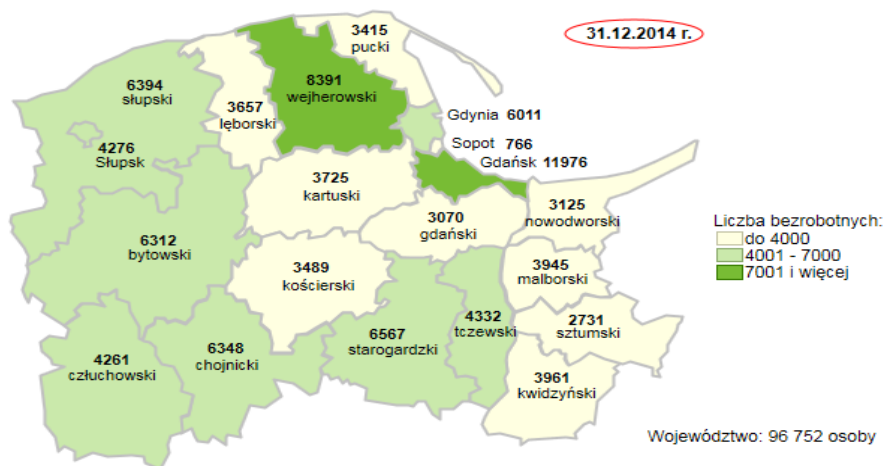 31.12.2014 r.
3415
pucki
6394
słupski
8391
wejherowski
3657
lęborski
Gdynia 6011
4276
Słupsk
Sopot 766
Gdańsk 11976
3725
kartuski
3125
nowodworski
3070
gdański
6312
bytowski
3489
kościerski
3945
malborski
4332
tczewski
2731
sztumski
6567
starogardzki
6348
chojnicki
4261
człuchowski
3961
kwidzyński
Liczba bezrobotnych:
do 4000
4001 - 7000
7001 i więcej
Województwo: 96 752 osoby